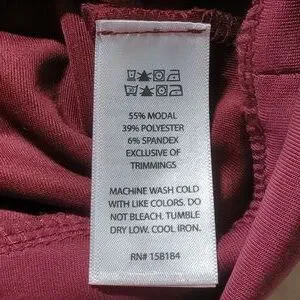 55% MODAL
39% POLYESTER
6% SPANDEX
EXCLUSIVE OF
TRIMMINGS
MACHINE WASH COLD
WITH LIKE COLORS. DO
NOT BLEACH. TUMBLE
DRY LOW. COOL IRON.
RN# 158184